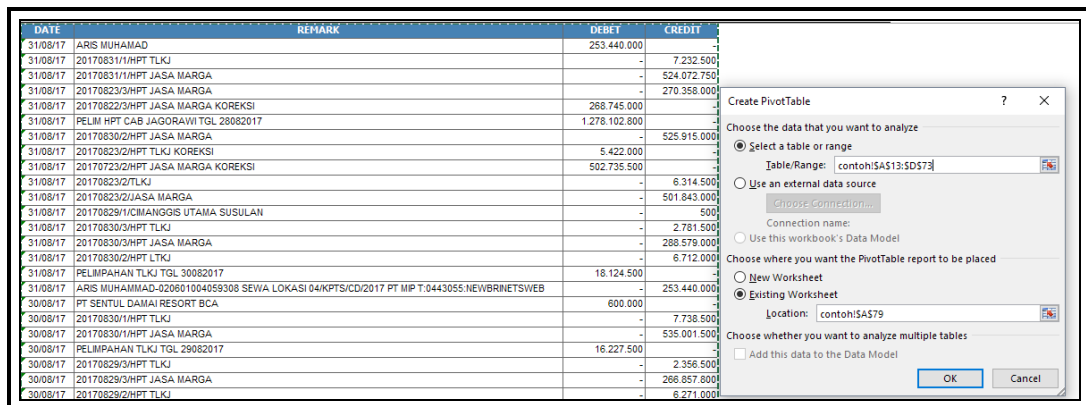 DATE REMARK DEBET CREDIT
31/08/17 ARIS MUHAMAD 253.440.000 -
31/08/17 20170831/1/HPT TLKJ - 7.232.500
31/08/17 20170831/1/HPT JASA MARGA - 524.072.750
31/08/17 20170823/3/HPT JASA MARGA - 270.358.000
31/08/17 20170822/3/HPT JASA MARGA KOREKSI 268.745.000 -
31/08/17 PELIM HPT CAB JAGORAWI TGL 28082017 1.278.102.800 -
31/08/17 20170830/2/HPT JASA MARGA - 525.915.000
31/08/17 20170823/2/HPT TLKJ KOREKSI 5.422.000 -
31/08/17 20170723/2/HPT JASA MARGA KOREKSI 502.735.500 -
31/08/17 20170823/2/TLKJ - 6.314.500
31/08/17 20170823/2/JASA MARGA - 501.843.000
31/08/17 20170829/1/CIMANGGIS UTAMA SUSULAN - 500
31/08/17 20170830/3/HPT TLKJ - 2.781.500
31/08/17 20170830/3/HPT JASA MARGA - 288.579.000
31/08/17 20170830/2/HPT LTKJ - 6.712.000
31/08/17 PELIMPAHAN TLKJ TGL 30082017 18.124.500 -
31/08/17 ARIS MUHAMMAD-020601004059308 SEWA LOKASI 04/KPTS/CD/2017 PT MIP T:0443055:NEWBRINETSWEB - 253.440.000
30/08/17 PT SENTUL DAMAI RESORT BCA 600.000 -
30/08/17 20170830/1/HPT TLKJ - 7.738.500
30/08/17 20170830/1/HPT JASA MARGA - 535.001.500
30/08/17 PELIMPAHAN TLKJ TGL 29082017 16.227.500 -
30/08/17 20170829/3/HPT TLKJ - 2.356.500
30/08/17 20170829/3/HPT JASA MARGA - 266.857.800
30/08/17 20170829/2/HPT TLKJ - 6.271.000
Create PivotTable ? ×
Choose the data that you want to analyze
Select a table or range
Table/Range: contoh!$A$13:$D$73
Use an external data source
Choose Connection...
Connection name:
Use this workbook's Data Model
Choose where you want the PivotTable report to be placed
New Worksheet
Existing Worksheet
Location: contoh!$A$79
Choose whether you want to analyze multiple tables
Add this data to the Data Model
OK Cancel